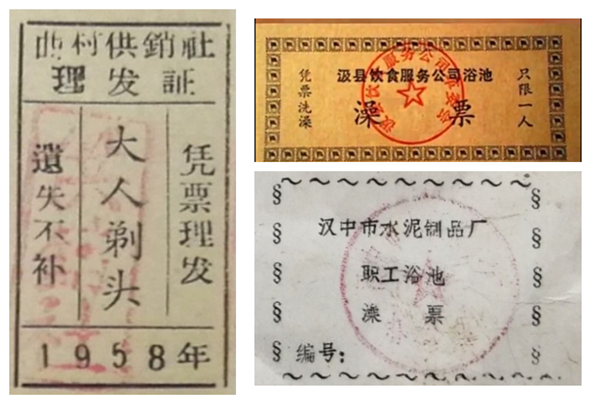 曲村供銷社
理发証
凭票理发
大人剃头
遺失不补
1958年
汲县饮食服务公司浴池
凭票洗澡
澡票
只限一人
汉中市水泥制品厂
职工浴池
澡票
编号: